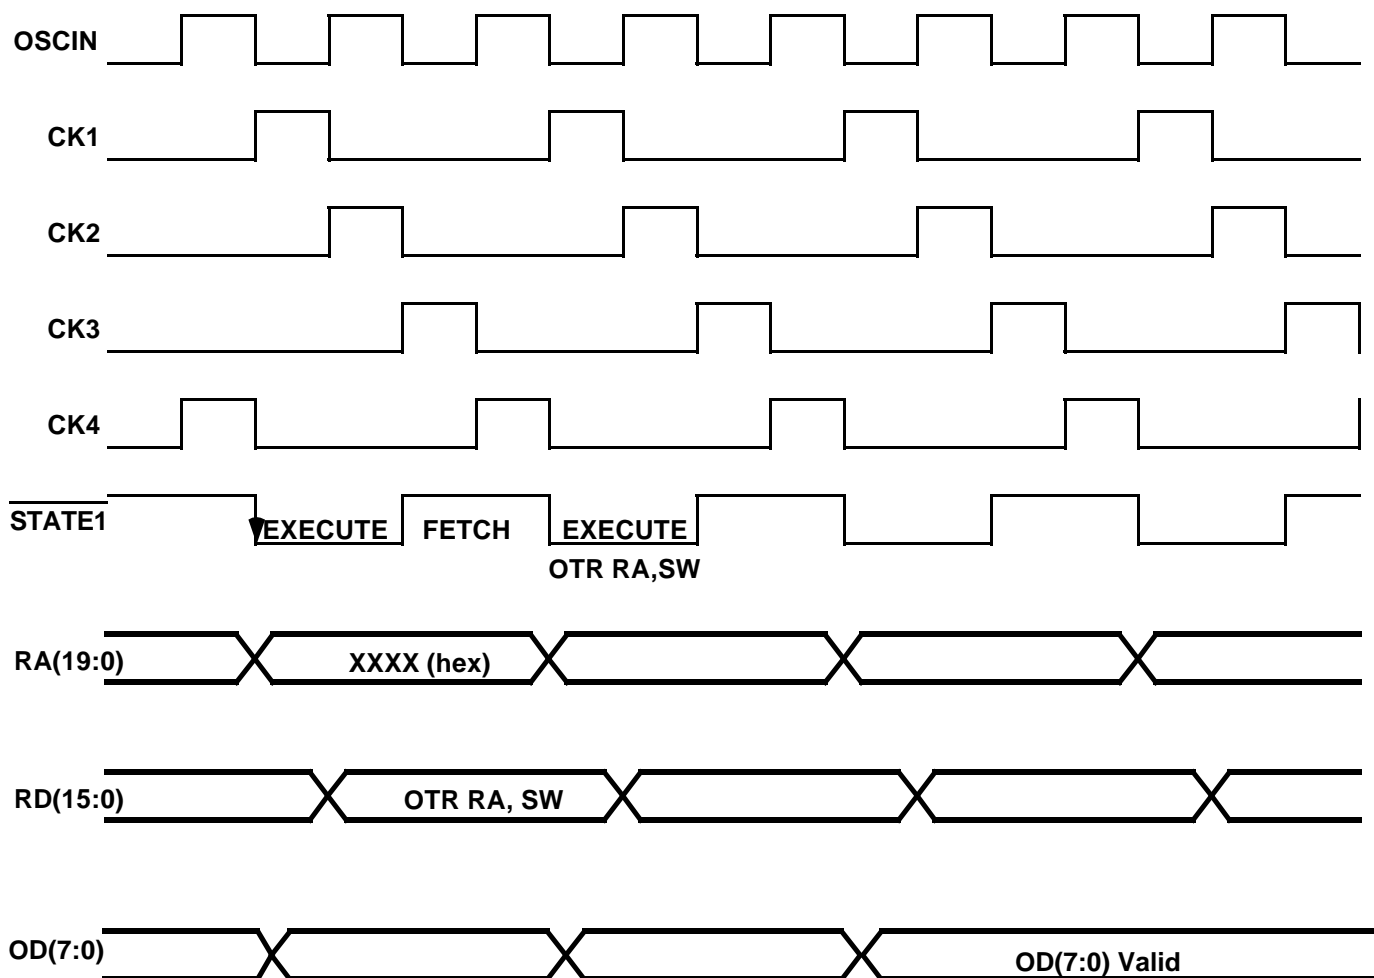 OSCIN
CK1
CK2
CK3
CK4
STATE1
EXECUTE FETCH EXECUTE
OTR RA,SW
RA(19:0) XXXX (hex)
RD(15:0) OTR RA, SW
OD(7:0) OD(7:0) Valid